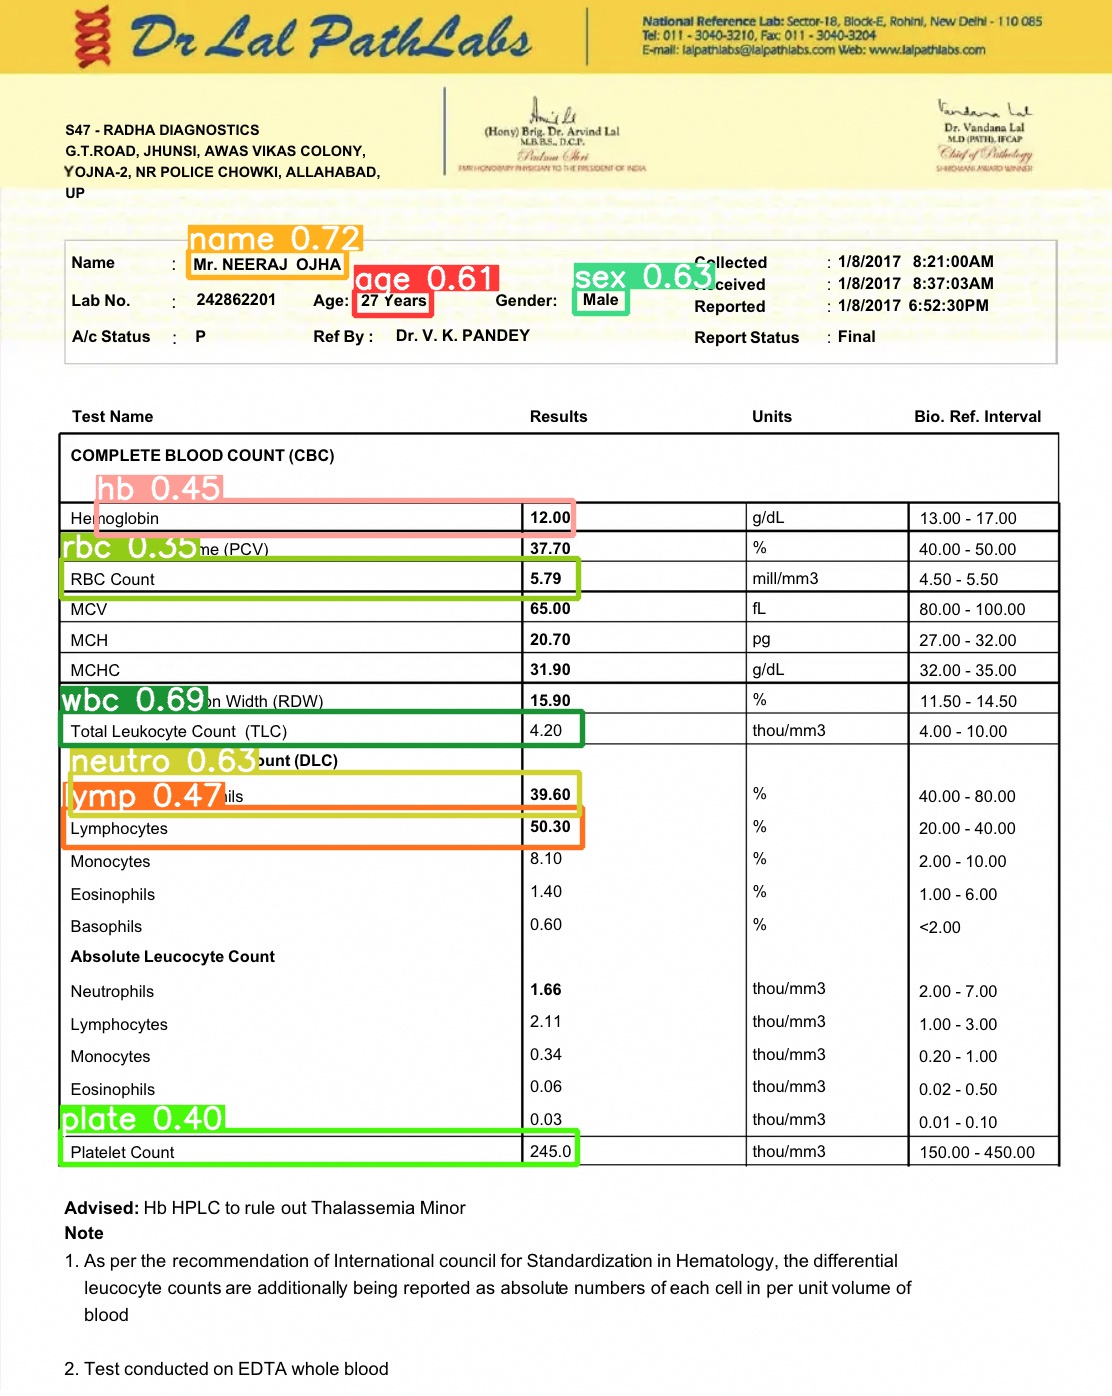 Dr Lal PathLabs
National Reference Lab: Sector-18, Block-E, Rohini, New Delhi - 110 085
Tel: 011 - 3040-3210, Fax: 011 - 3040-3204
E-mail: lalpathlabs@lalpathlabs.com Web: www.lalpathlabs.com
S47 - RADHA DIAGNOSTICS
G.T.ROAD, JHUNSI, AWAS VIKAS COLONY,
YOJNA-2, NR POLICE CHOWKI, ALLAHABAD,
UP
(Hony) Brig. Dr. Arvind Lal
M.B.B.S., D.C.P.
Padma Shri
FMR HONORARY PHYSICIAN TO THE PRESIDENT OF INDIA
Vandana Lal
Dr. Vandana Lal
M.D (PATH), IFCAP
Chief of Pathology
SHIROMANI AWARD WINNER
name 0.72
Name : Mr. NEERAJ OJHA
age 0.61
sex 0.63
Collected : 1/8/2017 8:21:00AM
Received : 1/8/2017 8:37:03AM
Lab No. : 242862201 Age: 27 Years Gender: Male Reported : 1/8/2017 6:52:30PM
A/c Status : P Ref By : Dr. V. K. PANDEY Report Status : Final
Test Name Results Units Bio. Ref. Interval
COMPLETE BLOOD COUNT (CBC)
hb 0.45
Hemoglobin 12.00 g/dL 13.00 - 17.00
rbc 0.35 me (PCV) 37.70 % 40.00 - 50.00
RBC Count 5.79 mill/mm3 4.50 - 5.50
MCV 65.00 fL 80.00 - 100.00
MCH 20.70 pg 27.00 - 32.00
MCHC 31.90 g/dL 32.00 - 35.00
wbc 0.69 on Width (RDW) 15.90 % 11.50 - 14.50
Total Leukocyte Count (TLC) 4.20 thou/mm3 4.00 - 10.00
neutro 0.63 ount (DLC)
lymp 0.47 ils 39.60 % 40.00 - 80.00
Lymphocytes 50.30 % 20.00 - 40.00
Monocytes 8.10 % 2.00 - 10.00
Eosinophils 1.40 % 1.00 - 6.00
Basophils 0.60 % <2.00
Absolute Leucocyte Count
Neutrophils 1.66 thou/mm3 2.00 - 7.00
Lymphocytes 2.11 thou/mm3 1.00 - 3.00
Monocytes 0.34 thou/mm3 0.20 - 1.00
Eosinophils 0.06 thou/mm3 0.02 - 0.50
plate 0.40 0.03 thou/mm3 0.01 - 0.10
Platelet Count 245.0 thou/mm3 150.00 - 450.00
Advised: Hb HPLC to rule out Thalassemia Minor
Note
1. As per the recommendation of International council for Standardization in Hematology, the differential
leucocyte counts are additionally being reported as absolute numbers of each cell in per unit volume of
blood
2. Test conducted on EDTA whole blood